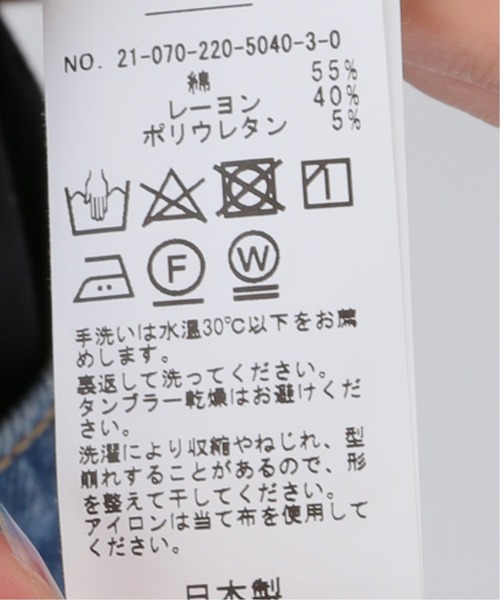 NO. 21-070-220-5040-3-0
綿 55%
レーヨン 40%
ポリウレタン 5%
F W
手洗いは水温30℃以下をお薦
めします。
裏返して洗ってください。
タンブラー乾燥はお避けくだ
さい。
洗濯により収縮やねじれ、型
崩れすることがあるので、形
を整えて干してください。
アイロンは当て布を使用して
ください。
日本製